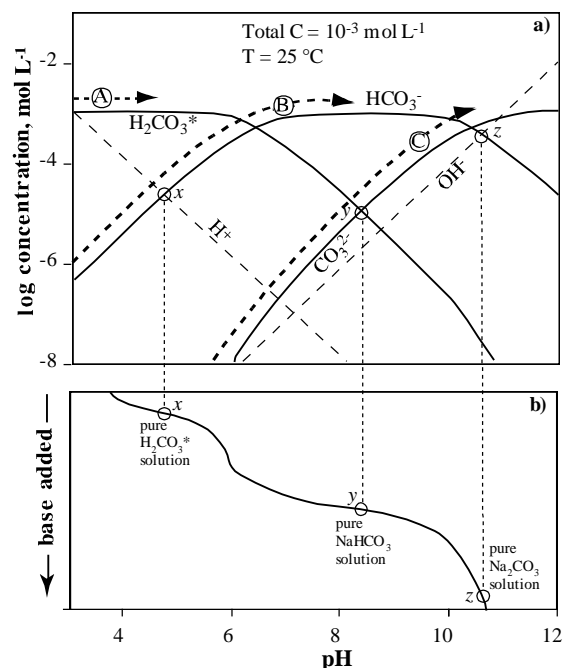 a)
Total C = 10⁻³ mol L⁻¹
T = 25 °C
-2
A
B
HCO₃⁻
H₂CO₃*
C
z
-4
x
OH⁻
y
H⁺
CO₃²⁻
-6
-8
log concentration, mol L⁻¹
b)
x
pure
H₂CO₃*
solution
y
pure
NaHCO₃
solution
pure
Na₂CO₃
solution
z
base added
4
6
8
10
12
pH